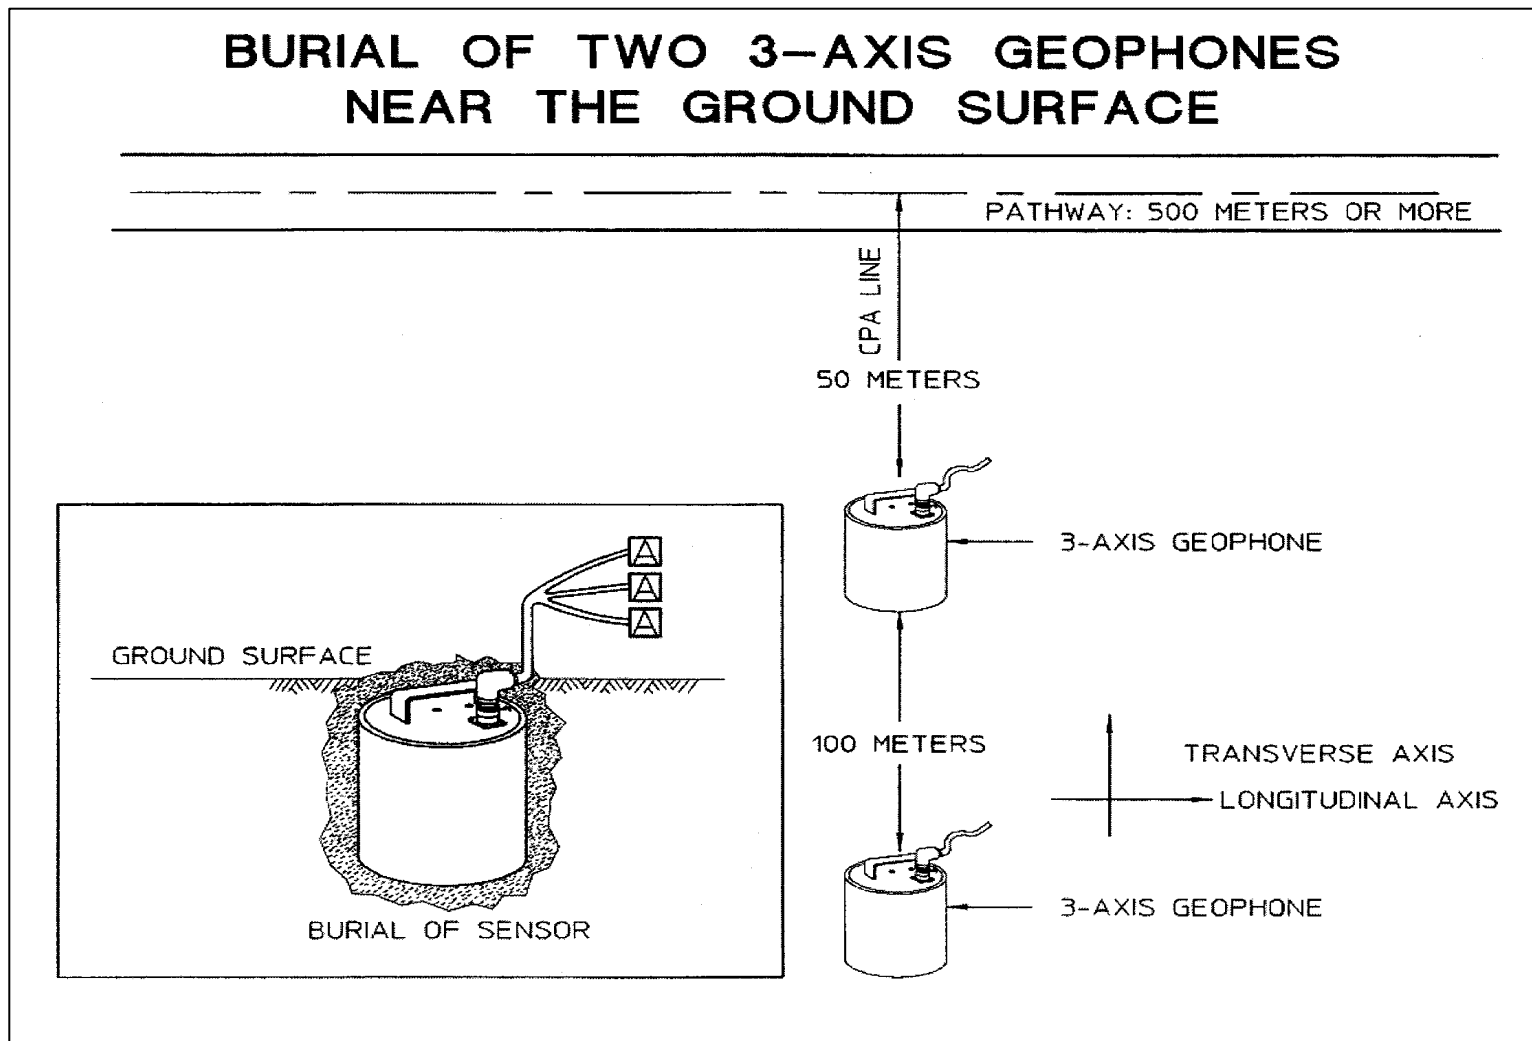 BURIAL OF TWO 3-AXIS GEOPHONES
NEAR THE GROUND SURFACE
PATHWAY: 500 METERS OR MORE
CPA LINE
50 METERS
3-AXIS GEOPHONE
A
A
A
GROUND SURFACE
100 METERS
TRANSVERSE AXIS
LONGITUDINAL AXIS
3-AXIS GEOPHONE
BURIAL OF SENSOR